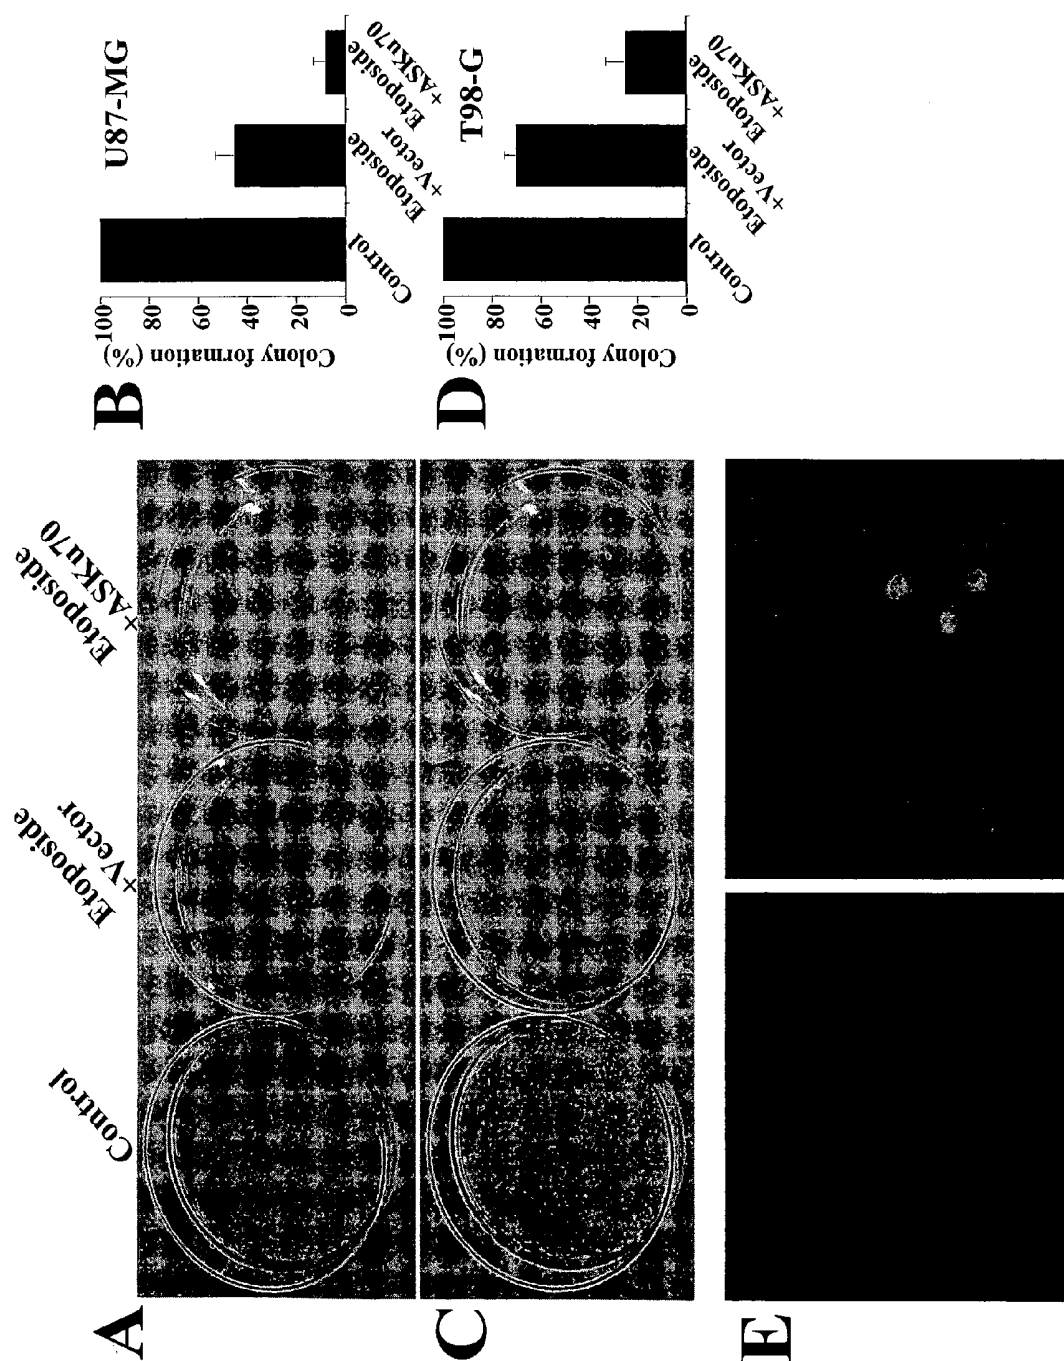 A
Control
Etoposide
+Vector
Etoposide
+ASKu70
B
U87-MG
Colony formation (%)
100
80
60
40
20
0
Control
Etoposide
+Vector
Etoposide
+ASKu70
C
D
T98-G
Colony formation (%)
100
80
60
40
20
0
Control
Etoposide
+Vector
Etoposide
+ASKu70
E